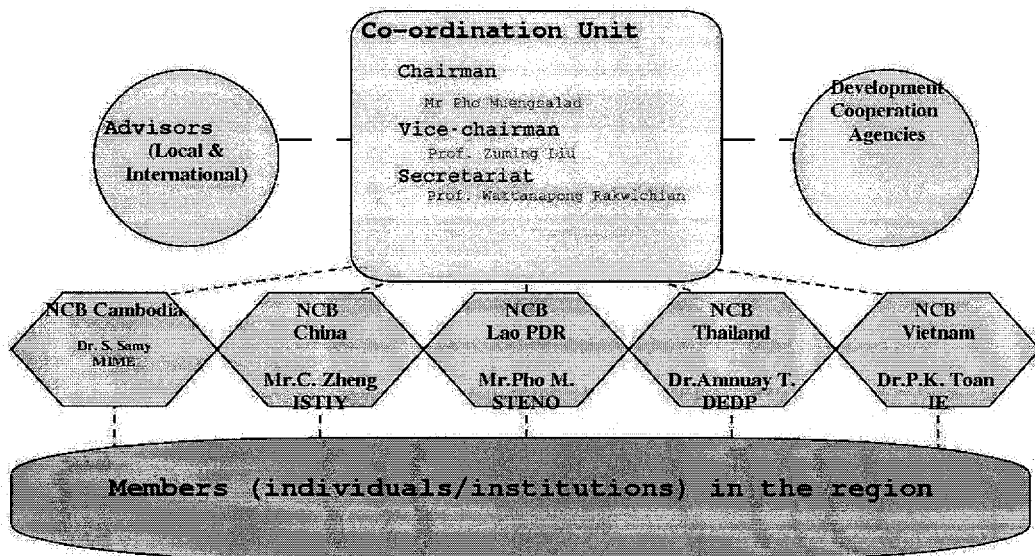 Co-ordination Unit
Chairman
Mr Pho Muengsalad
Vice-chairman
Prof. Zuming Liu
Secretariat
Prof. Wattanapong Rakwichian
Advisors
(Local &
International)
Development
Cooperation
Agencies
NCB Cambodia
Dr. S. Samy
MIME
NCB
China
Mr.C. Zheng
ISTIY
NCB
Lao PDR
Mr.Pho M.
STENO
NCB
Thailand
Dr.Amnuay T.
DEDP
NCB
Vietnam
Dr.P.K. Toan
IE
Members (individuals/institutions) in the region